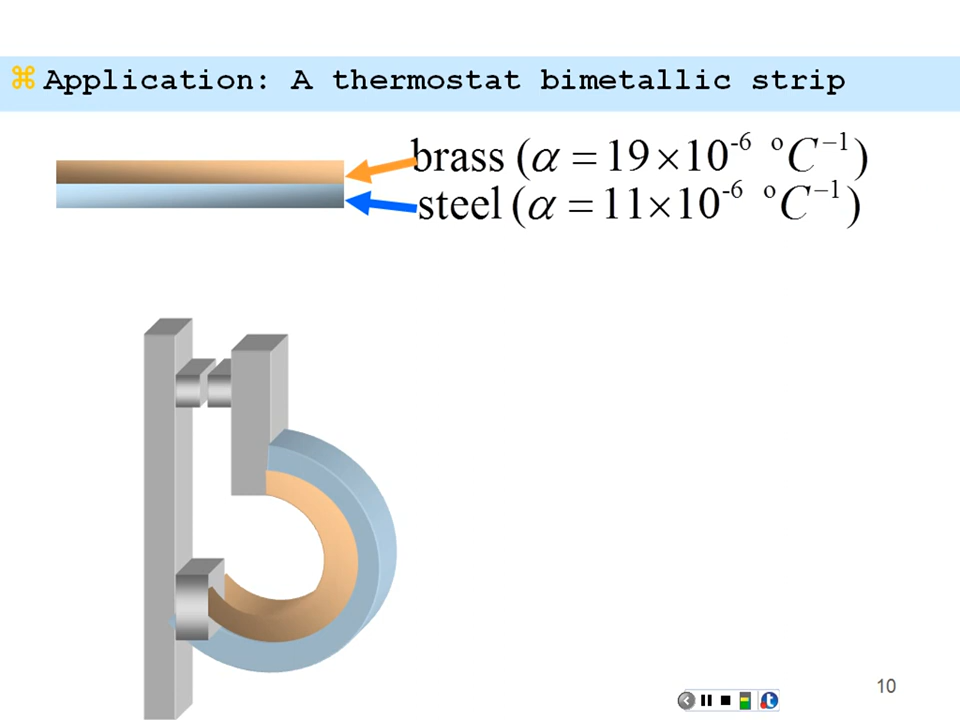 ⌘ Application: A thermostat bimetallic strip
brass (α = 19×10⁻⁶ °C⁻¹)
steel (α = 11×10⁻⁶ °C⁻¹)
10